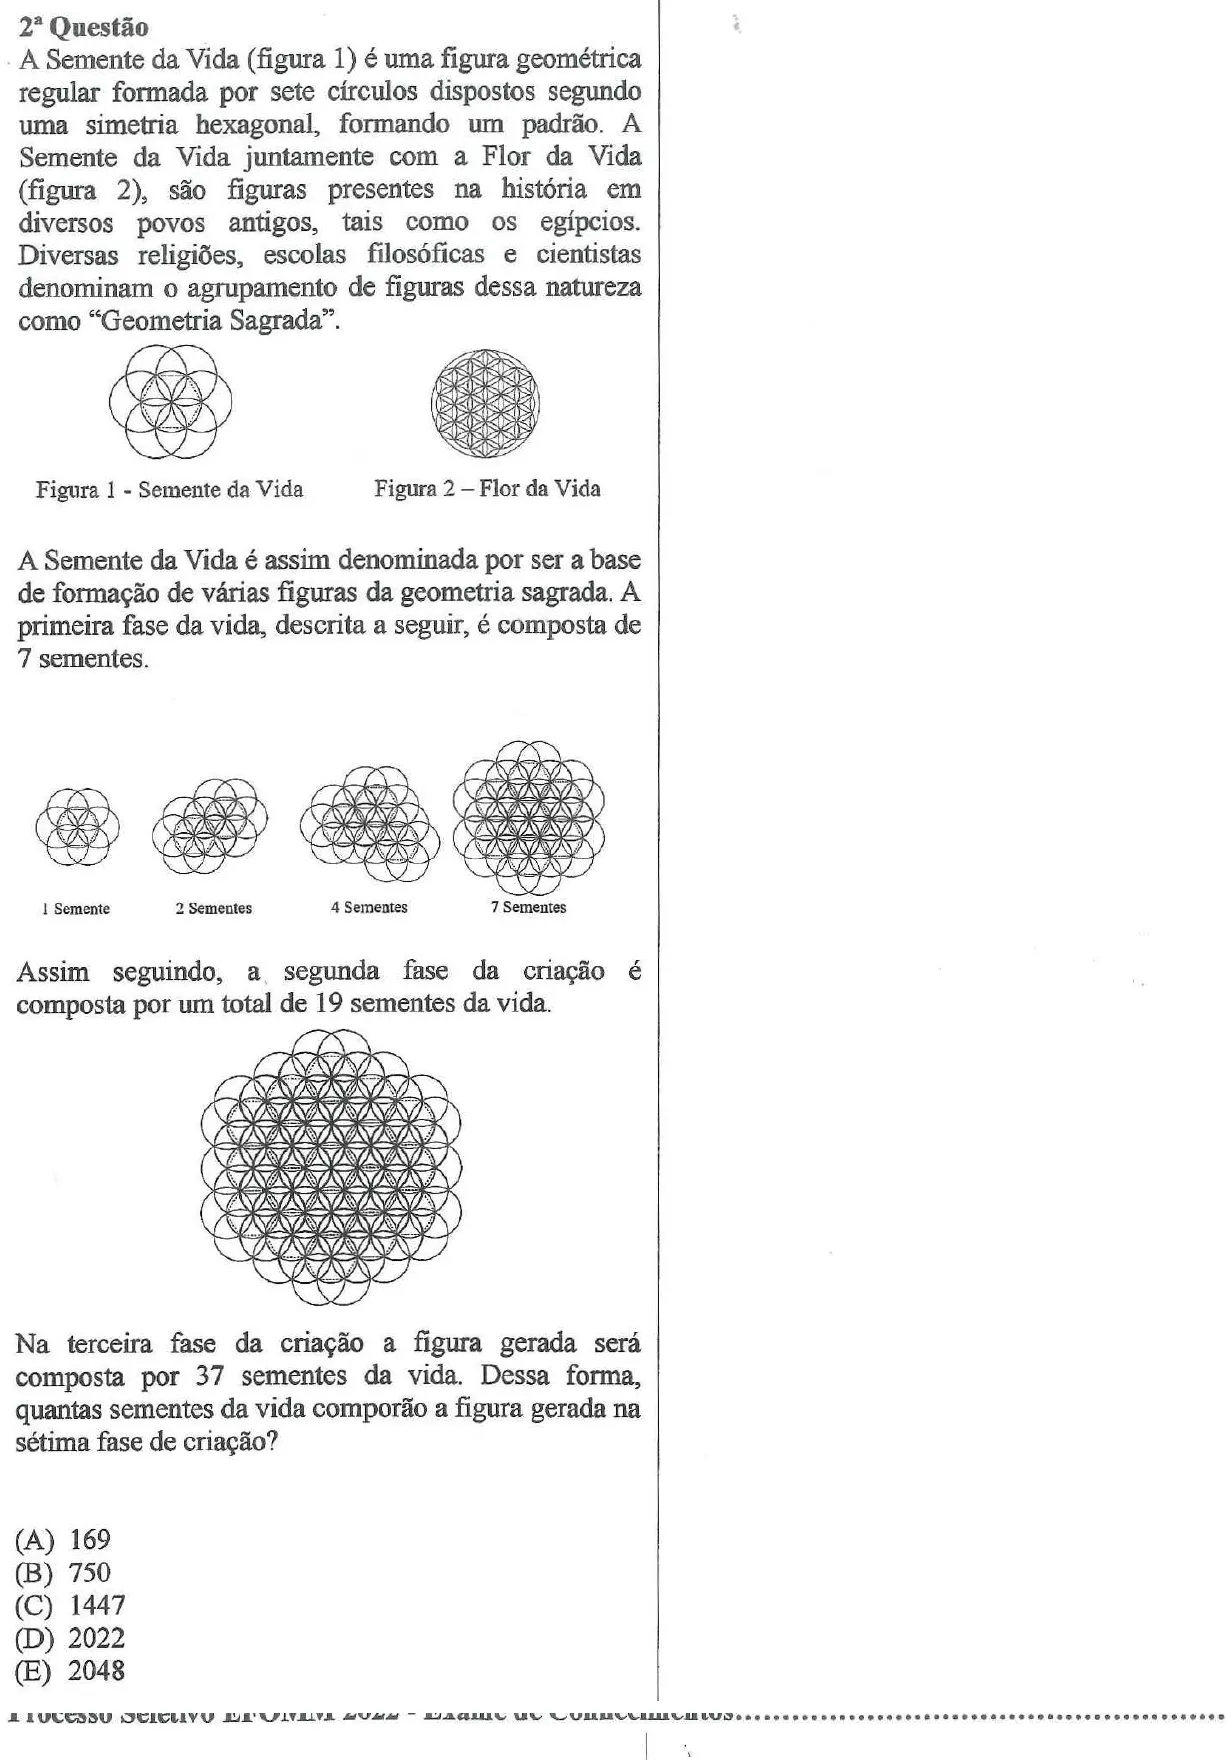 2ª Questão
A Semente da Vida (figura 1) é uma figura geométrica
regular formada por sete círculos dispostos segundo
uma simetria hexagonal, formando um padrão. A
Semente da Vida juntamente com a Flor da Vida
(figura 2), são figuras presentes na história em
diversos povos antigos, tais como os egípcios.
Diversas religiões, escolas filosóficas e cientistas
denominam o agrupamento de figuras dessa natureza
como “Geometria Sagrada”.
Figura 1 - Semente da Vida
Figura 2 – Flor da Vida
A Semente da Vida é assim denominada por ser a base
de formação de várias figuras da geometria sagrada. A
primeira fase da vida, descrita a seguir, é composta de
7 sementes.
1 Semente
2 Sementes
4 Sementes
7 Sementes
Assim seguindo, a segunda fase da criação é
composta por um total de 19 sementes da vida.
Na terceira fase da criação a figura gerada será
composta por 37 sementes da vida. Dessa forma,
quantas sementes da vida comporão a figura gerada na
sétima fase de criação?
(A) 169
(B) 750
(C) 1447
(D) 2022
(E) 2048
Processo Seletivo EFOMM 2022 - Exame de Conhecimentos